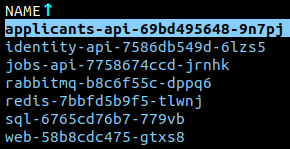 NAME↑
applicants-api-69bd495648-9n7pj
identity-api-7586db549d-6lzs5
jobs-api-7758674ccd-jrnhk
rabbitmq-b8c6f55c-dppq6
redis-7bbfd5b9f5-tlwnj
sql-6765cd76b7-779vb
web-58b8cdc475-gtxs8